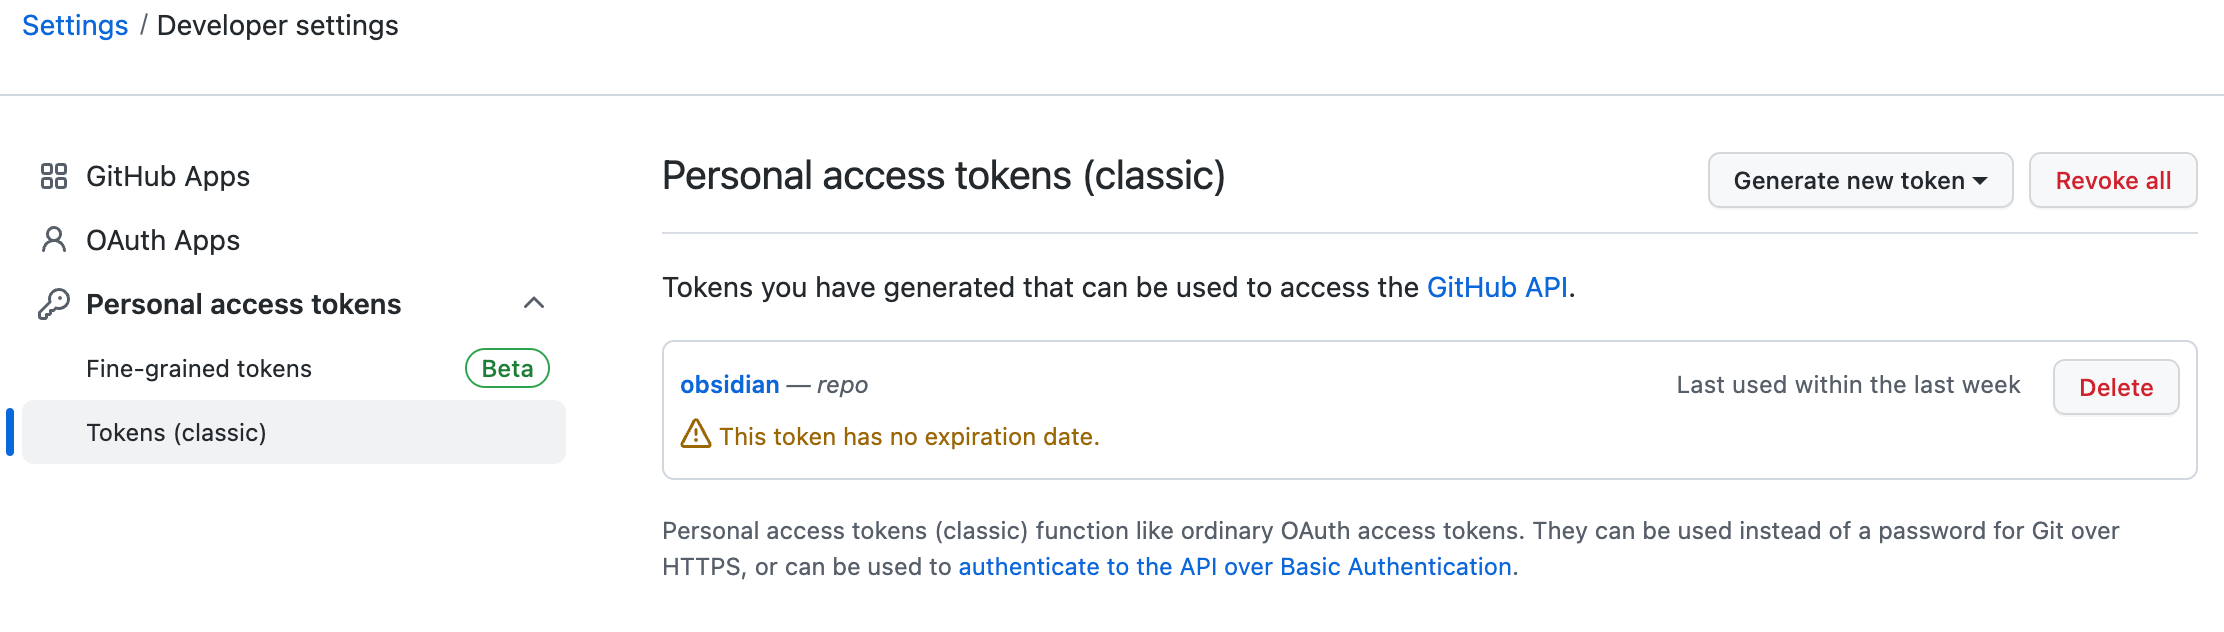 Settings / Developer settings
GitHub Apps
OAuth Apps
Personal access tokens
Fine-grained tokens Beta
Tokens (classic)
Personal access tokens (classic)
Generate new token Revoke all
Tokens you have generated that can be used to access the GitHub API.
obsidian — repo Last used within the last week Delete
This token has no expiration date.
Personal access tokens (classic) function like ordinary OAuth access tokens. They can be used instead of a password for Git over
HTTPS, or can be used to authenticate to the API over Basic Authentication.